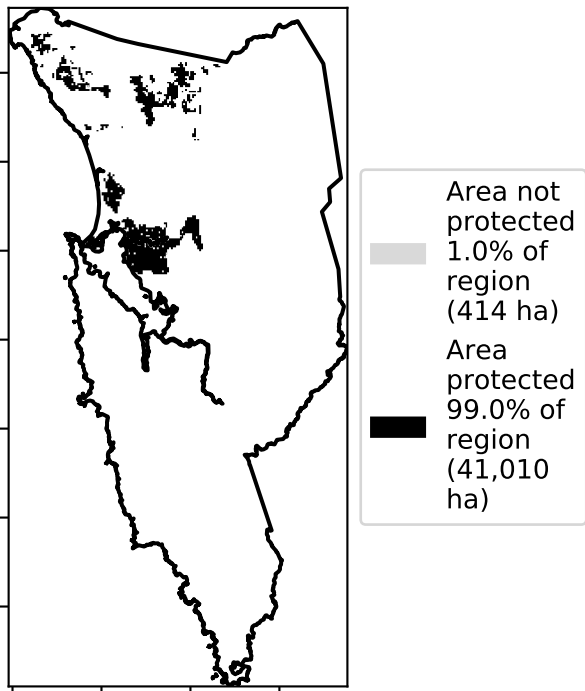 Area not
protected
1.0% of
region
(414 ha)
Area
protected
99.0% of
region
(41,010
ha)